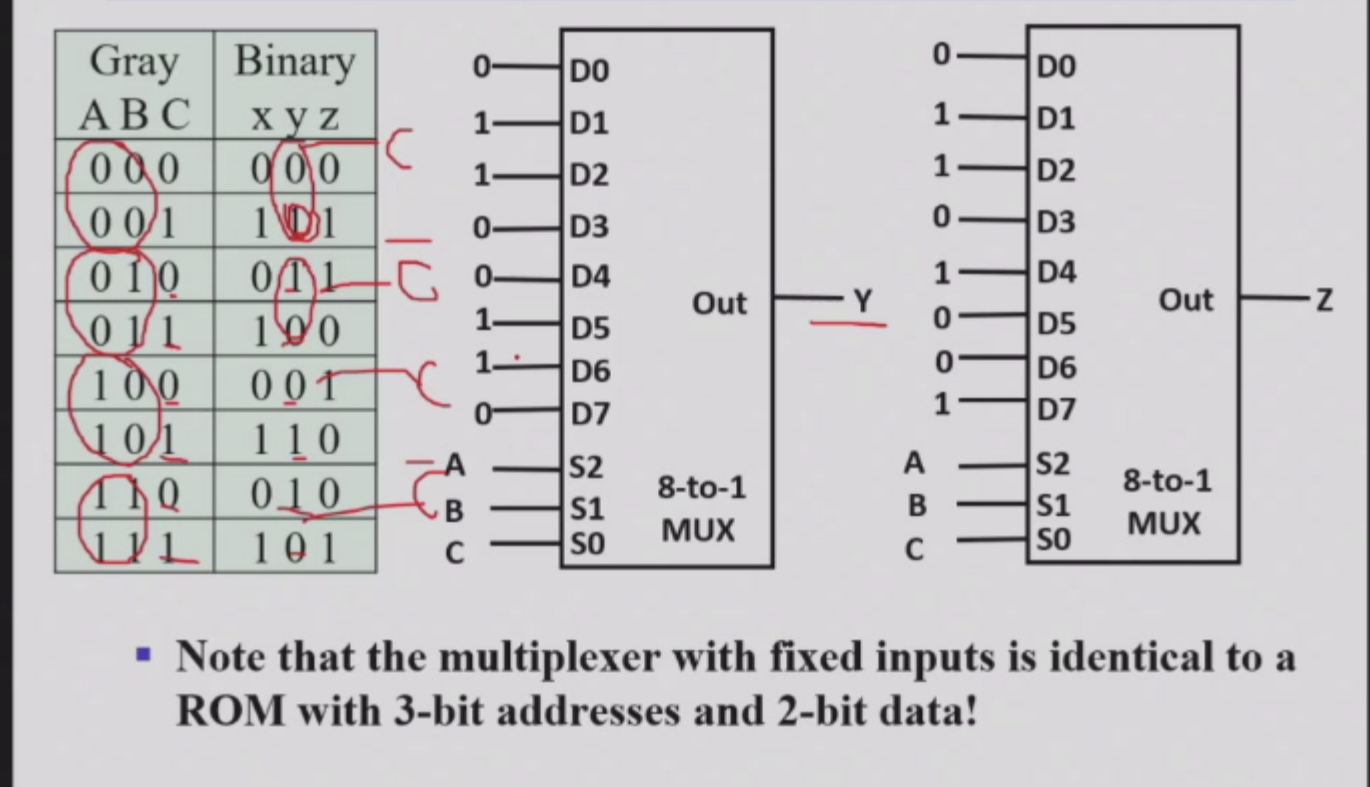 Gray Binary
A B C x y z
0 0 0 0 0 0
0 0 1 1 1 1
0 1 0 0 1 1
0 1 1 1 0 0
1 0 0 0 0 1
1 0 1 1 1 0
1 1 0 0 1 0
1 1 1 1 0 1
C
C
C
C
0 D0
1 D1
1 D2
0 D3
0 D4
1 D5
1 D6
0 D7
A S2
B S1
C S0
Out Y
8-to-1
MUX
0 D0
1 D1
1 D2
0 D3
1 D4
0 D5
0 D6
1 D7
A S2
B S1
C S0
Out Z
8-to-1
MUX
Note that the multiplexer with fixed inputs is identical to a
ROM with 3-bit addresses and 2-bit data!